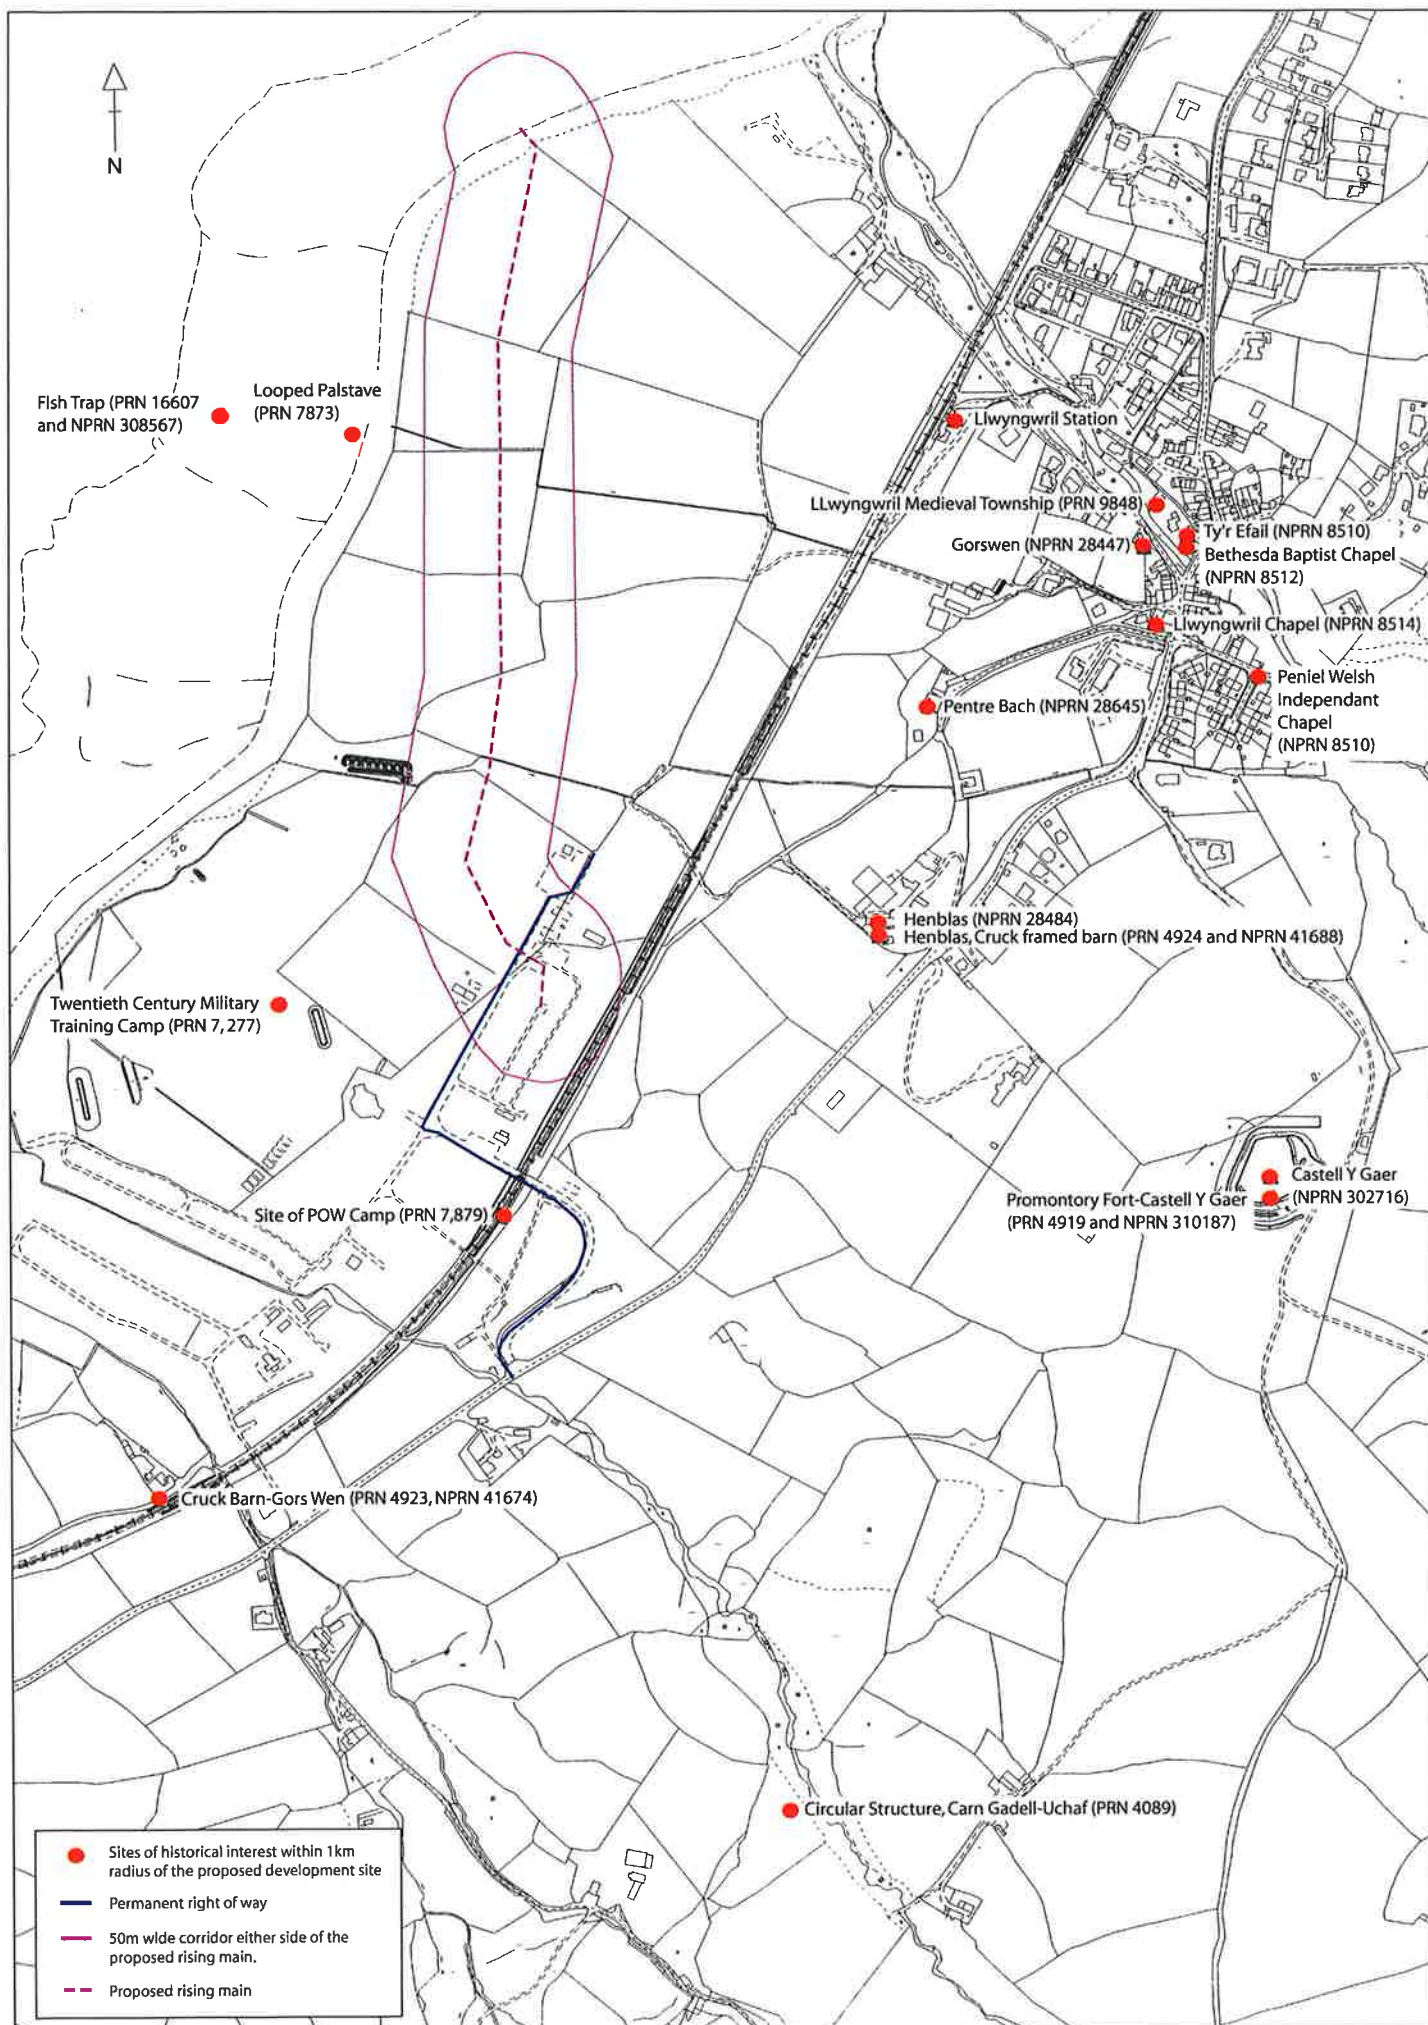 N
Fish Trap (PRN 16607
and NPRN 308567)
Looped Palstave
(PRN 7873)
Llwyngwril Station
LLwyngwril Medieval Township (PRN 9848)
Gorswen (NPRN 28447)
Ty'r Efail (NPRN 8510)
Bethesda Baptist Chapel
(NPRN 8512)
Llwyngwril Chapel (NPRN 8514)
Peniel Welsh
Independant
Chapel
(NPRN 8510)
Pentre Bach (NPRN 28645)
Henblas (NPRN 28484)
Henblas, Cruck framed barn (PRN 4924 and NPRN 41688)
Twentieth Century Military
Training Camp (PRN 7, 277)
Castell Y Gaer
(NPRN 302716)
Promontory Fort-Castell Y Gaer
(PRN 4919 and NPRN 310187)
Site of POW Camp (PRN 7,879)
Cruck Barn-Gors Wen (PRN 4923, NPRN 41674)
Circular Structure, Carn Gadell-Uchaf (PRN 4089)
Sites of historical interest within 1km
radius of the proposed development site
Permanent right of way
50m wide corridor either side of the
proposed rising main.
Proposed rising main